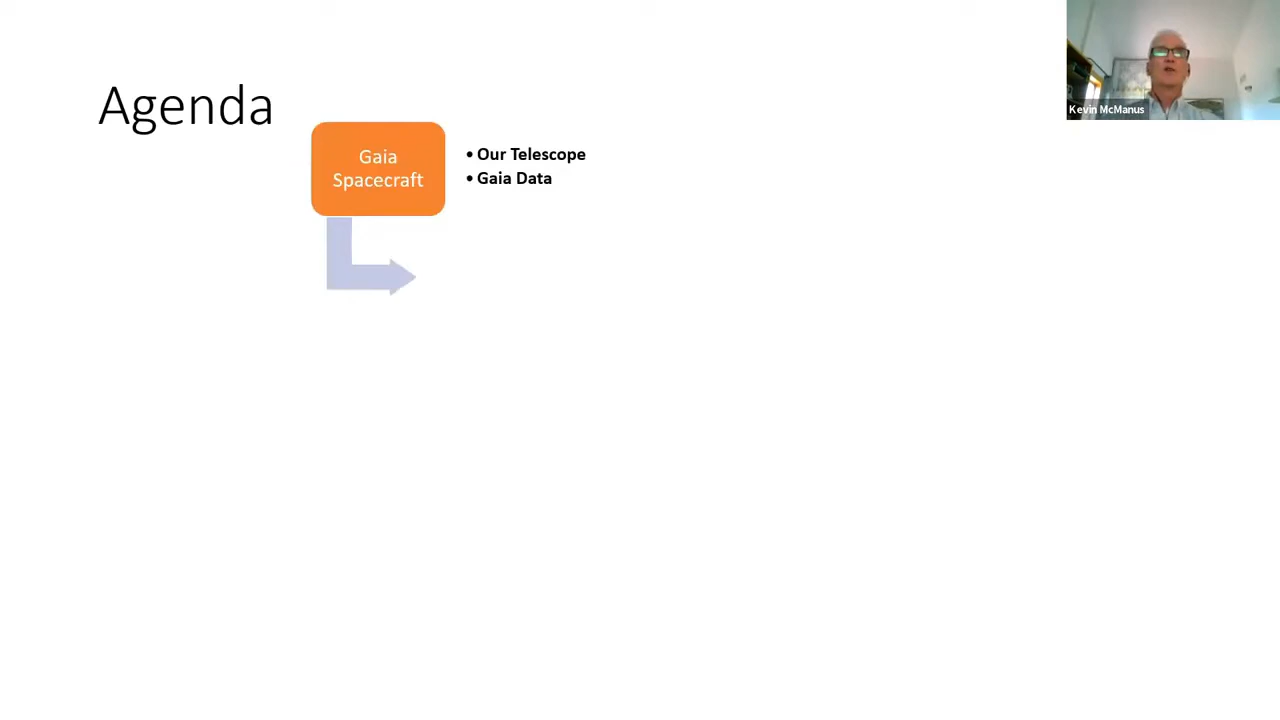 Agenda
Gaia
Spacecraft
• Our Telescope
• Gaia Data
Kevin McManus